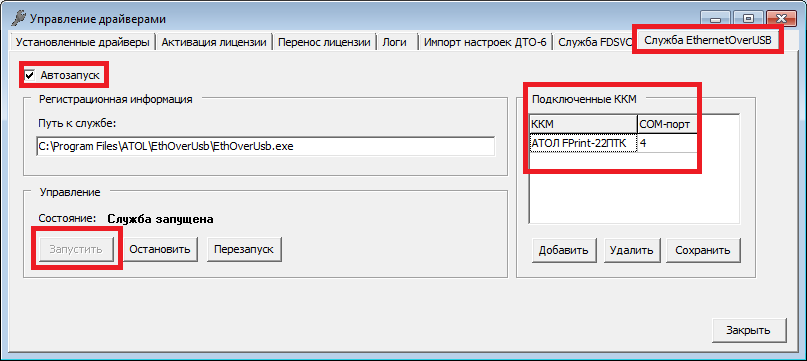 Управление драйверами
Установленные драйверы Активация лицензии Перенос лицензии Логи Импорт настроек ДТО-6 Служба FDSVC Служба EthernetOverUSB
Автозапуск
Регистрационная информация
Путь к службе:
C:\Program Files\ATOL\EthOverUsb\EthOverUsb.exe
Управление
Состояние: Служба запущена
Запустить Остановить Перезапуск
Подключенные ККМ
ККМ COM-порт
АТОЛ FPrint-22ПТК 4
Добавить Удалить Сохранить
Закрыть